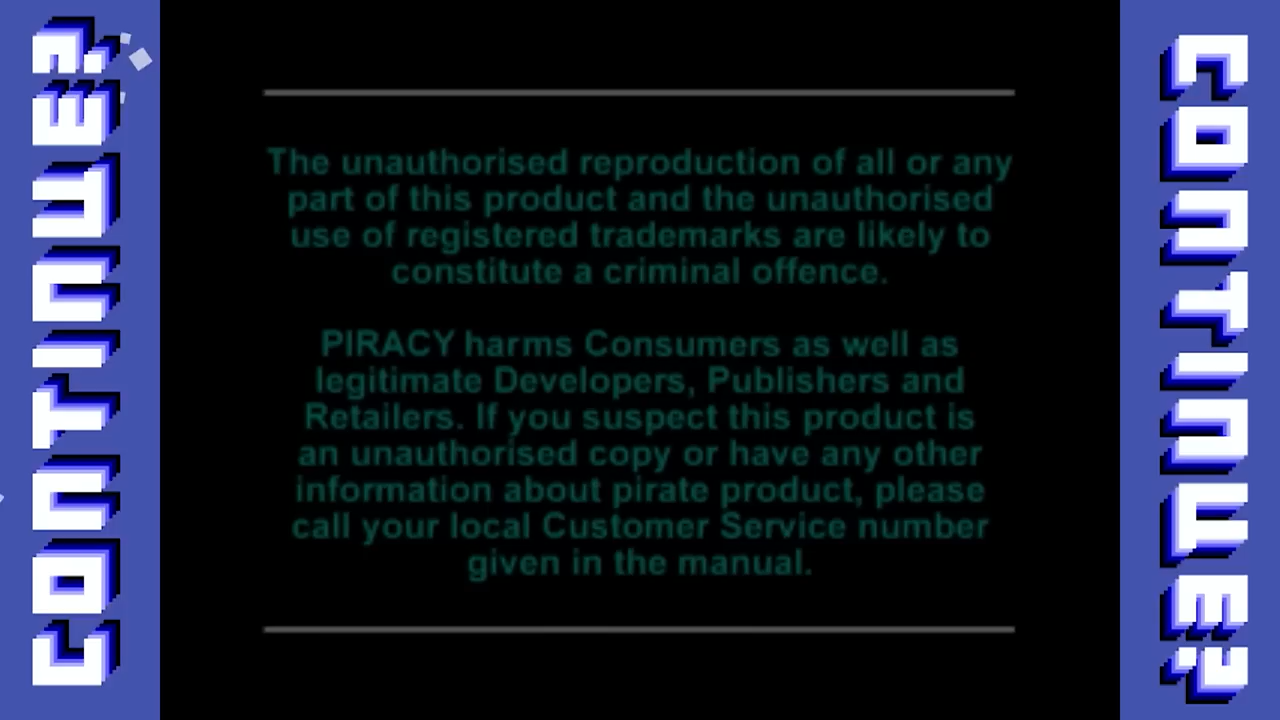 CONTINUE?
The unauthorised reproduction of all or any
part of this product and the unauthorised
use of registered trademarks are likely to
constitute a criminal offence.
PIRACY harms Consumers as well as
legitimate Developers, Publishers and
Retailers. If you suspect this product is
an unauthorised copy or have any other
information about pirate product, please
call your local Customer Service number
given in the manual.
CONTINUE?